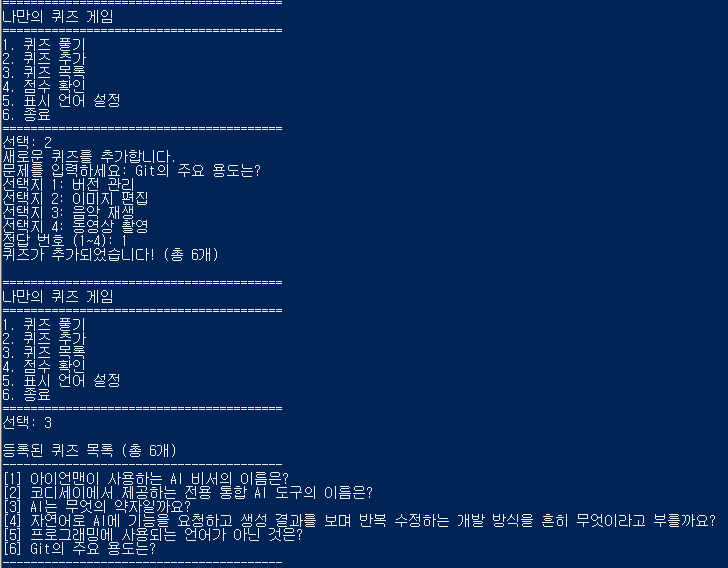 ========================================
나만의 퀴즈 게임
========================================
1. 퀴즈 풀기
2. 퀴즈 추가
3. 퀴즈 목록
4. 점수 확인
5. 표시 언어 설정
6. 종료
========================================
선택: 2
새로운 퀴즈를 추가합니다.
문제를 입력하세요: Git의 주요 용도는?
선택지 1: 버전 관리
선택지 2: 이미지 편집
선택지 3: 음악 재생
선택지 4: 동영상 촬영
정답 번호 (1~4): 1
퀴즈가 추가되었습니다! (총 6개)
========================================
나만의 퀴즈 게임
========================================
1. 퀴즈 풀기
2. 퀴즈 추가
3. 퀴즈 목록
4. 점수 확인
5. 표시 언어 설정
6. 종료
========================================
선택: 3
등록된 퀴즈 목록 (총 6개)
----------------------------------------
[1] 아이언맨이 사용하는 AI 비서의 이름은?
[2] 코디세이에서 제공하는 전용 통합 AI 도구의 이름은?
[3] AI는 무엇의 약자일까요?
[4] 자연어로 AI에 기능을 요청하고 생성 결과를 보며 반복 수정하는 개발 방식을 흔히 무엇이라고 부를까요?
[5] 프로그래밍에 사용되는 언어가 아닌 것은?
[6] Git의 주요 용도는?
----------------------------------------